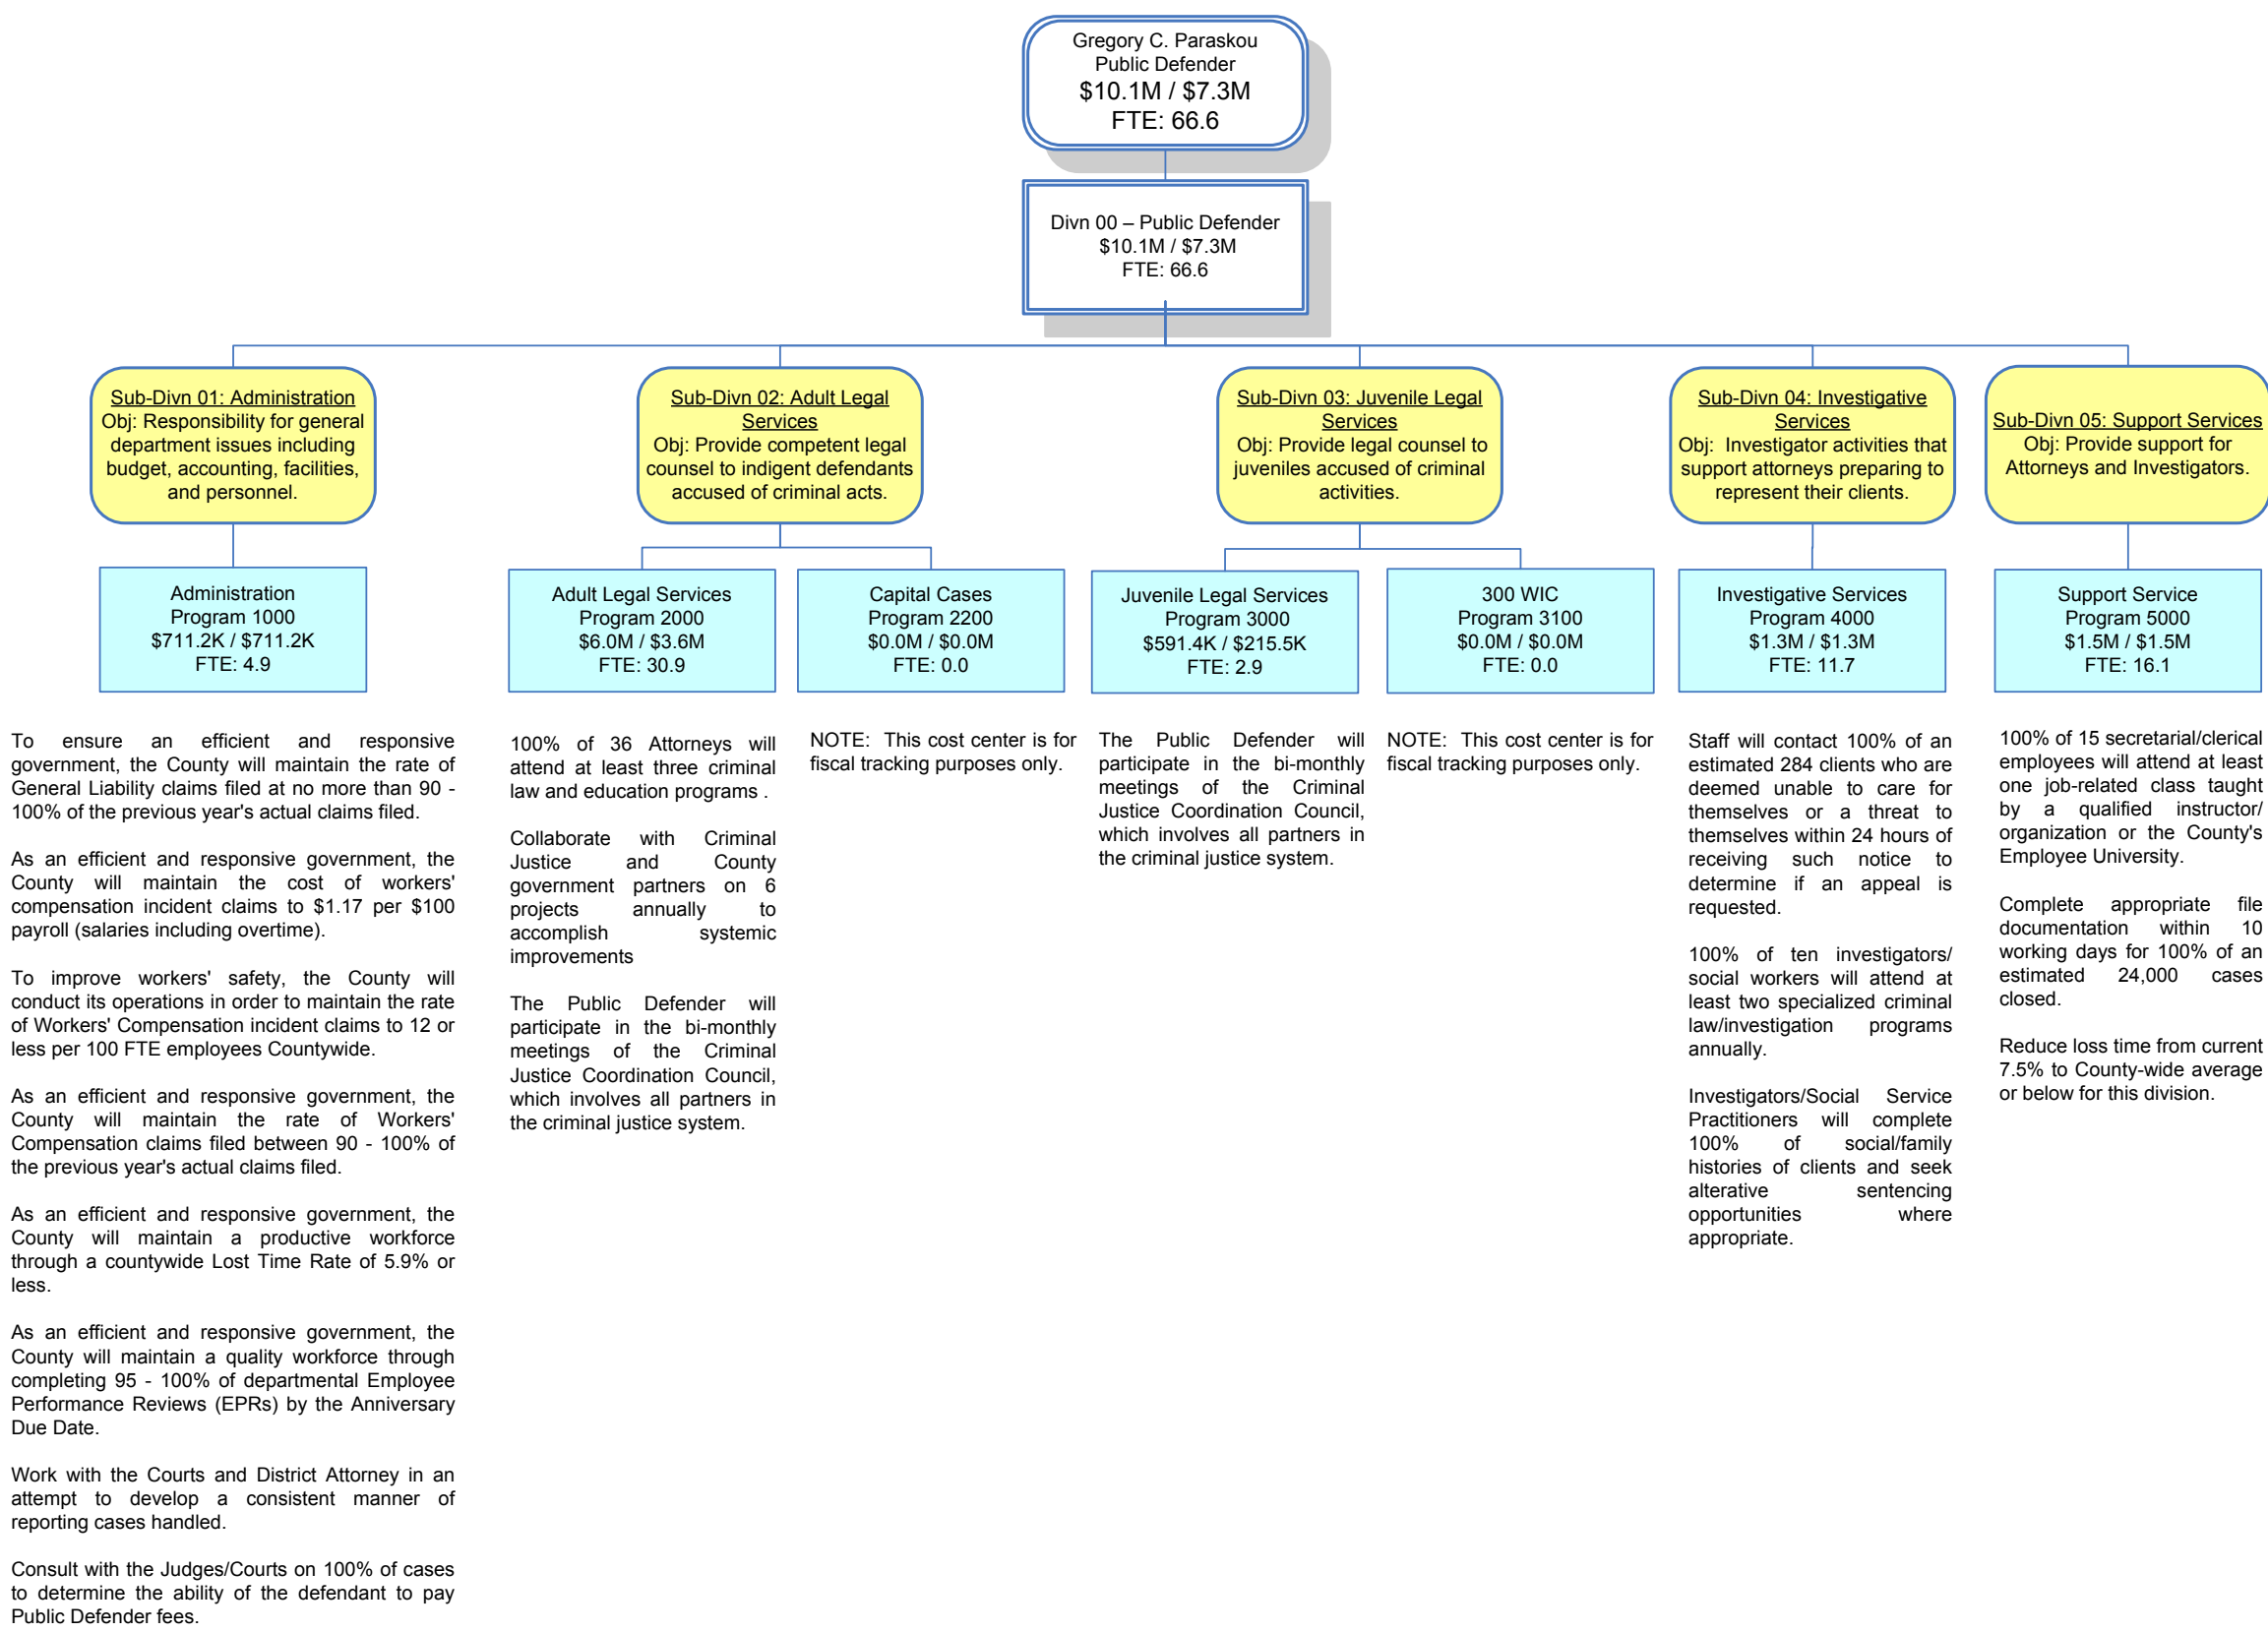 Gregory C. Paraskou
Public Defender
$10.1M / $7.3M
FTE: 66.6
Divn 00 – Public Defender
$10.1M / $7.3M
FTE: 66.6
Sub-Divn 01: Administration
Obj: Responsibility for general
department issues including
budget, accounting, facilities,
and personnel.
Sub-Divn 02: Adult Legal
Services
Obj: Provide competent legal
counsel to indigent defendants
accused of criminal acts.
Sub-Divn 03: Juvenile Legal
Services
Obj: Provide legal counsel to
juveniles accused of criminal
activities.
Sub-Divn 04: Investigative
Services
Obj:  Investigator activities that
support attorneys preparing to
represent their clients.
Sub-Divn 05: Support Services
Obj: Provide support for
Attorneys and Investigators.
Administration
Program 1000
$711.2K / $711.2K
FTE: 4.9
Adult Legal Services
Program 2000
$6.0M / $3.6M
FTE: 30.9
Capital Cases
Program 2200
$0.0M / $0.0M
FTE: 0.0
Juvenile Legal Services
Program 3000
$591.4K / $215.5K
FTE: 2.9
300 WIC
Program 3100
$0.0M / $0.0M
FTE: 0.0
Investigative Services
Program 4000
$1.3M / $1.3M
FTE: 11.7
Support Service
Program 5000
$1.5M / $1.5M
FTE: 16.1
To ensure an efficient and responsive
government, the County will maintain the rate of
General Liability claims filed at no more than 90 -
100% of the previous year's actual claims filed.
As an efficient and responsive government, the
County will maintain the cost of workers'
compensation incident claims to $1.17 per $100
payroll (salaries including overtime).
To improve workers' safety, the County will
conduct its operations in order to maintain the rate
of Workers' Compensation incident claims to 12 or
less per 100 FTE employees Countywide.
As an efficient and responsive government, the
County will maintain the rate of Workers'
Compensation claims filed between 90 - 100% of
the previous year's actual claims filed.
As an efficient and responsive government, the
County will maintain a productive workforce
through a countywide Lost Time Rate of 5.9% or
less.
As an efficient and responsive government, the
County will maintain a quality workforce through
completing 95 - 100% of departmental Employee
Performance Reviews (EPRs) by the Anniversary
Due Date.
Work with the Courts and District Attorney in an
attempt to develop a consistent manner of
reporting cases handled.
Consult with the Judges/Courts on 100% of cases
to determine the ability of the defendant to pay
Public Defender fees.
100% of 36 Attorneys will
attend at least three criminal
law and education programs .
Collaborate with Criminal
Justice and County
government partners on 6
projects annually to
accomplish systemic
improvements
The Public Defender will
participate in the bi-monthly
meetings of the Criminal
Justice Coordination Council,
which involves all partners in
the criminal justice system.
NOTE:  This cost center is for
fiscal tracking purposes only.
The Public Defender will
participate in the bi-monthly
meetings of the Criminal
Justice Coordination Council,
which involves all partners in
the criminal justice system.
NOTE:  This cost center is for
fiscal tracking purposes only.
Staff will contact 100% of an
estimated 284 clients who are
deemed unable to care for
themselves or a threat to
themselves within 24 hours of
receiving such notice to
determine if an appeal is
requested.
100% of ten investigators/
social workers will attend at
least two specialized criminal
law/investigation programs
annually.
Investigators/Social Service
Practitioners will complete
100% of social/family
histories of clients and seek
alterative sentencing
opportunities where
appropriate.
100% of 15 secretarial/clerical
employees will attend at least
one job-related class taught
by a qualified instructor/
organization or the County's
Employee University.
Complete appropriate file
documentation within 10
working days for 100% of an
estimated 24,000 cases
closed.
Reduce loss time from current
7.5% to County-wide average
or below for this division.